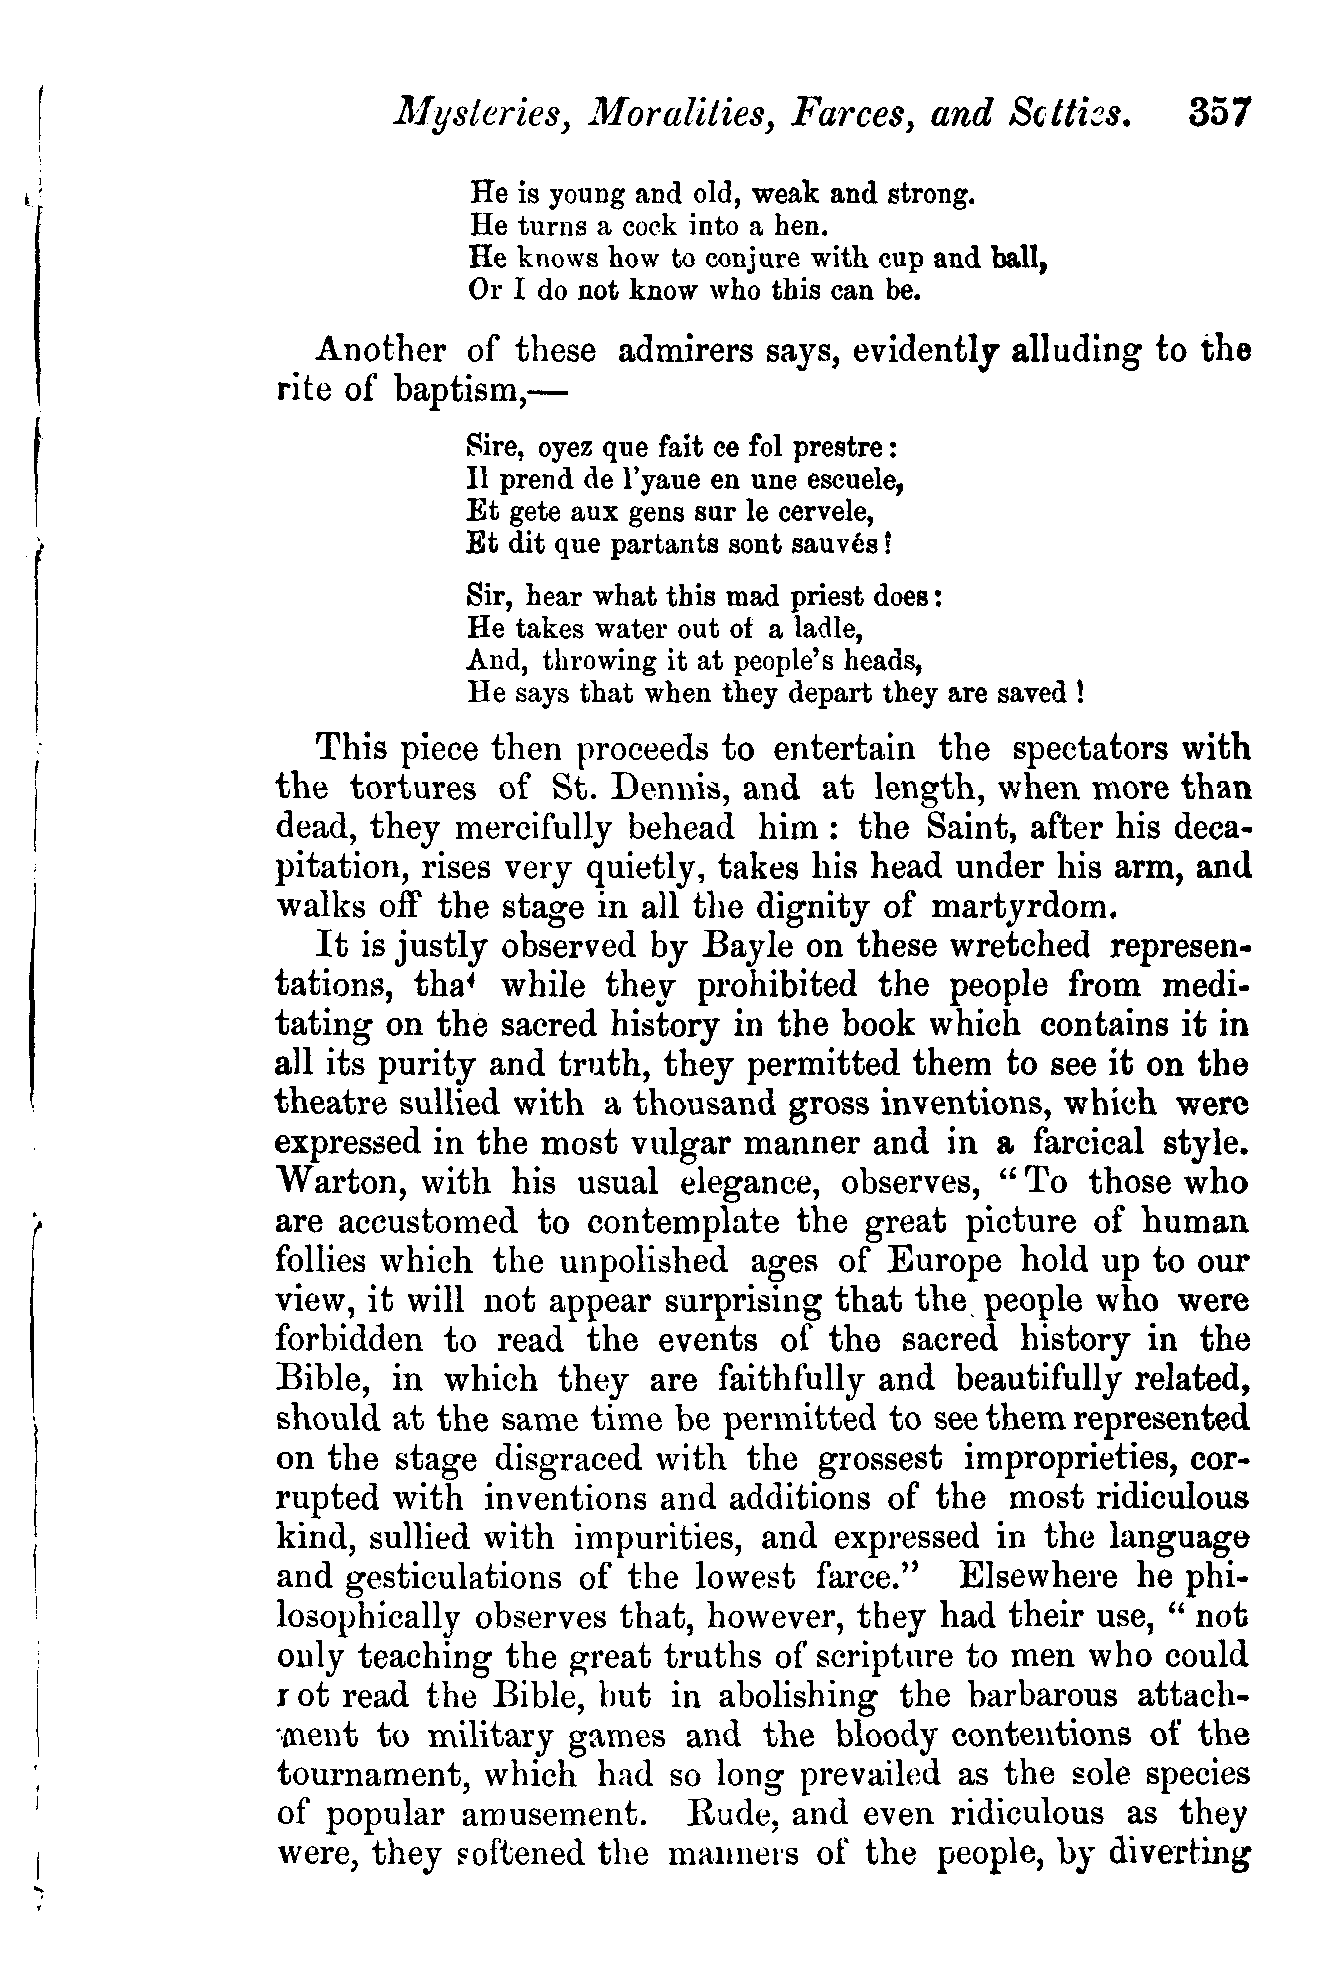 Mysteries, Moralities, Farces, and Sotties. 357
He is young and old, weak and strong.
He turns a cock into a hen.
He knows how to conjure with cup and ball,
Or I do not know who this can be.
Another of these admirers says, evidently alluding to the
rite of baptism,—
Sire, oyez que fait ce fol prestre:
Il prend de l'yaue en une escuele,
Et gete aux gens sur le cervele,
Et dit que partants sont sauvés!
Sir, hear what this mad priest does:
He takes water out of a ladle,
And, throwing it at people's heads,
He says that when they depart they are saved!
This piece then proceeds to entertain the spectators with
the tortures of St. Dennis, and at length, when more than
dead, they mercifully behead him: the Saint, after his deca-
pitation, rises very quietly, takes his head under his arm, and
walks off the stage in all the dignity of martyrdom.
It is justly observed by Bayle on these wretched represen-
tations, that while they prohibited the people from medi-
tating on the sacred history in the book which contains it in
all its purity and truth, they permitted them to see it on the
theatre sullied with a thousand gross inventions, which were
expressed in the most vulgar manner and in a farcical style.
Warton, with his usual elegance, observes, "To those who
are accustomed to contemplate the great picture of human
follies which the unpolished ages of Europe hold up to our
view, it will not appear surprising that the people who were
forbidden to read the events of the sacred history in the
Bible, in which they are faithfully and beautifully related,
should at the same time be permitted to see them represented
on the stage disgraced with the grossest improprieties, cor-
rupted with inventions and additions of the most ridiculous
kind, sullied with impurities, and expressed in the language
and gesticulations of the lowest farce." Elsewhere he phi-
losophically observes that, however, they had their use, "not
only teaching the great truths of scripture to men who could
not read the Bible, but in abolishing the barbarous attach-
ment to military games and the bloody contentions of the
tournament, which had so long prevailed as the sole species
of popular amusement. Rude, and even ridiculous as they
were, they softened the manners of the people, by diverting